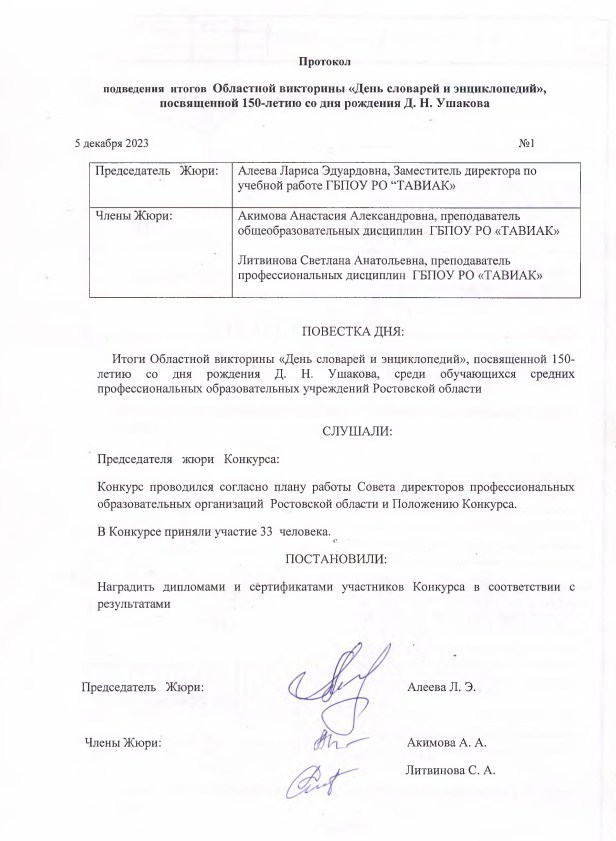 Протокол
подведения итогов Областной викторины «День словарей и энциклопедий»,
посвященной 150-летию со дня рождения Д. Н. Ушакова
5 декабря 2023 №1
Председатель Жюри: Алеева Лариса Эдуардовна, Заместитель директора по
учебной работе ГБПОУ РО “ТАВИАК»
Члены Жюри: Акимова Анастасия Александровна, преподаватель
общеобразовательных дисциплин ГБПОУ РО «ТАВИАК»
Литвинова Светлана Анатольевна, преподаватель
профессиональных дисциплин ГБПОУ РО «ТАВИАК»
ПОВЕСТКА ДНЯ:
Итоги Областной викторины «День словарей и энциклопедий», посвященной 150-
летию со дня рождения Д. Н. Ушакова, среди обучающихся средних
профессиональных образовательных учреждений Ростовской области
СЛУШАЛИ:
Председателя жюри Конкурса:
Конкурс проводился согласно плану работы Совета директоров профессиональных
образовательных организаций Ростовской области и Положению Конкурса.
В Конкурсе приняли участие 33 человека.
ПОСТАНОВИЛИ:
Наградить дипломами и сертификатами участников Конкурса в соответствии с
результатами
Председатель Жюри: Алеева Л. Э.
Члены Жюри: Акимова А. А.
Литвинова С. А.